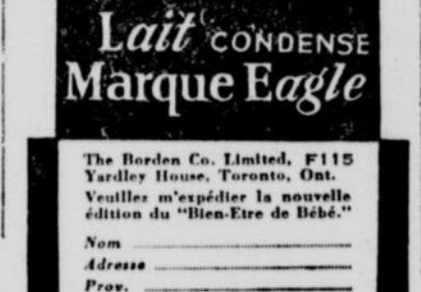 Lait CONDENSE
Marque Eagle
The Borden Co. Limited, F115
Yardley House, Toronto, Ont.
Veuillez m'expédier la nouvelle
édition du "Bien-Etre de Bébé."
Nom
Adresse
Prov.